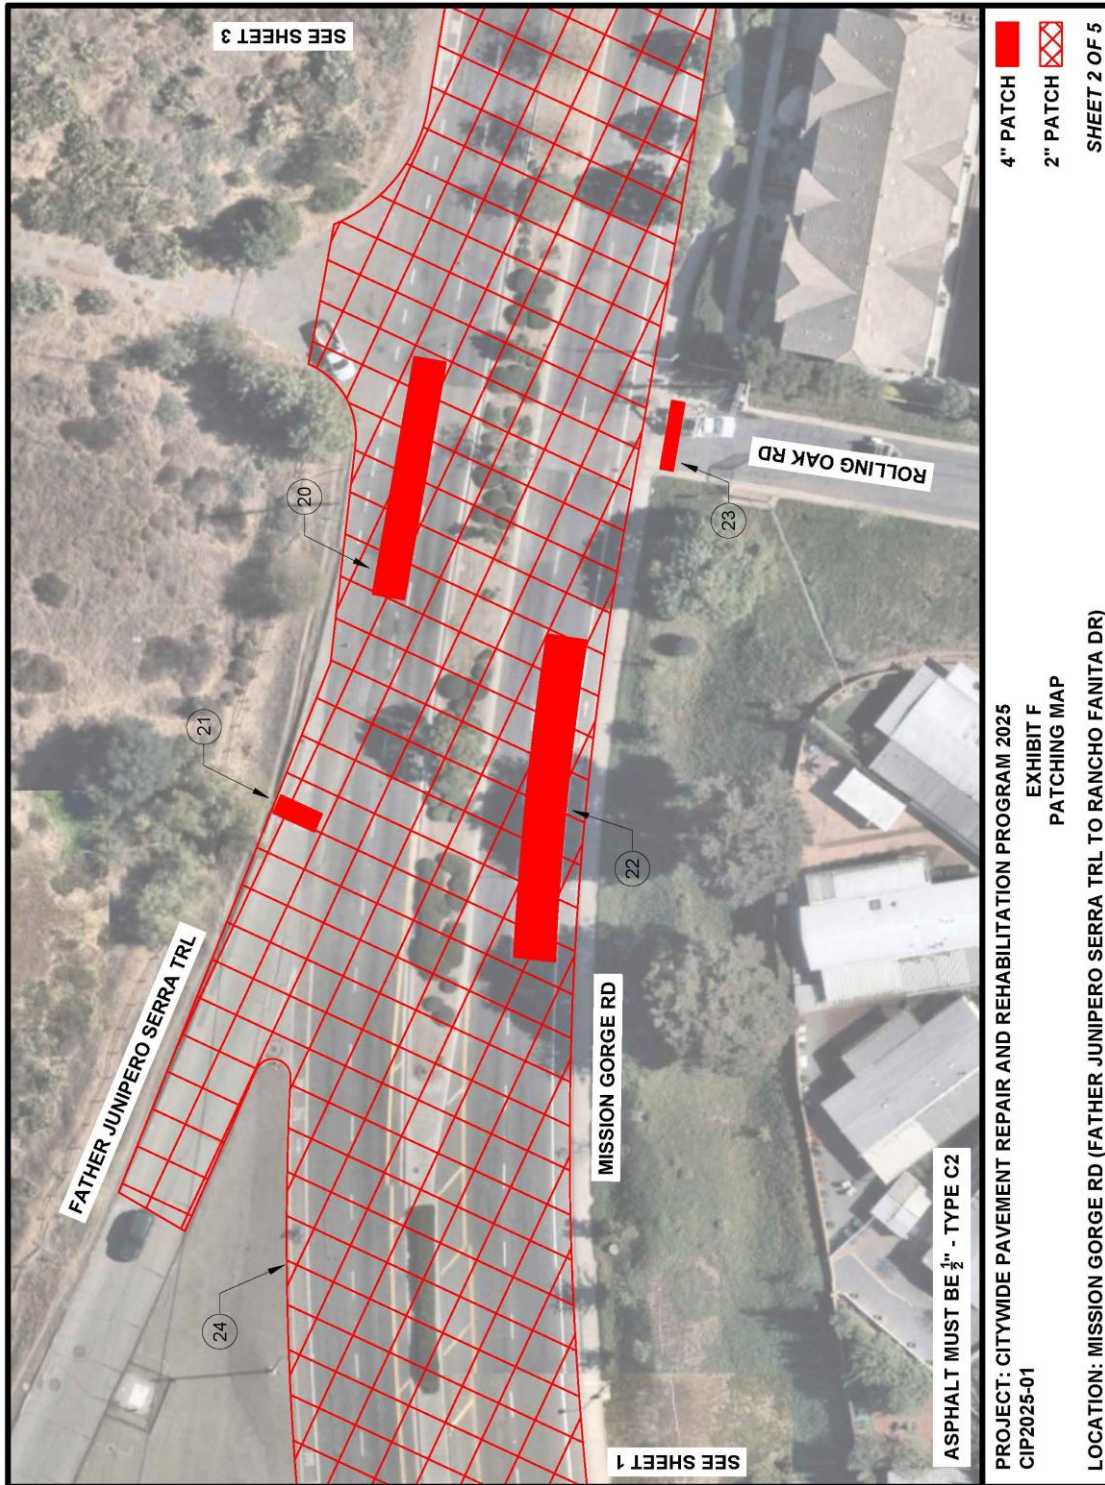 SEE SHEET 3
FATHER JUNIPERO SERRA TRL
21
20
24
22
23
MISSION GORGE RD
ROLLING OAK RD
SEE SHEET 1
ASPHALT MUST BE 1/2" - TYPE C2
PROJECT: CITYWIDE PAVEMENT REPAIR AND REHABILITATION PROGRAM 2025
CIP2025-01
EXHIBIT F
PATCHING MAP
LOCATION: MISSION GORGE RD (FATHER JUNIPERO SERRA TRL TO RANCHO FANITA DR)
4" PATCH
2" PATCH
SHEET 2 OF 5